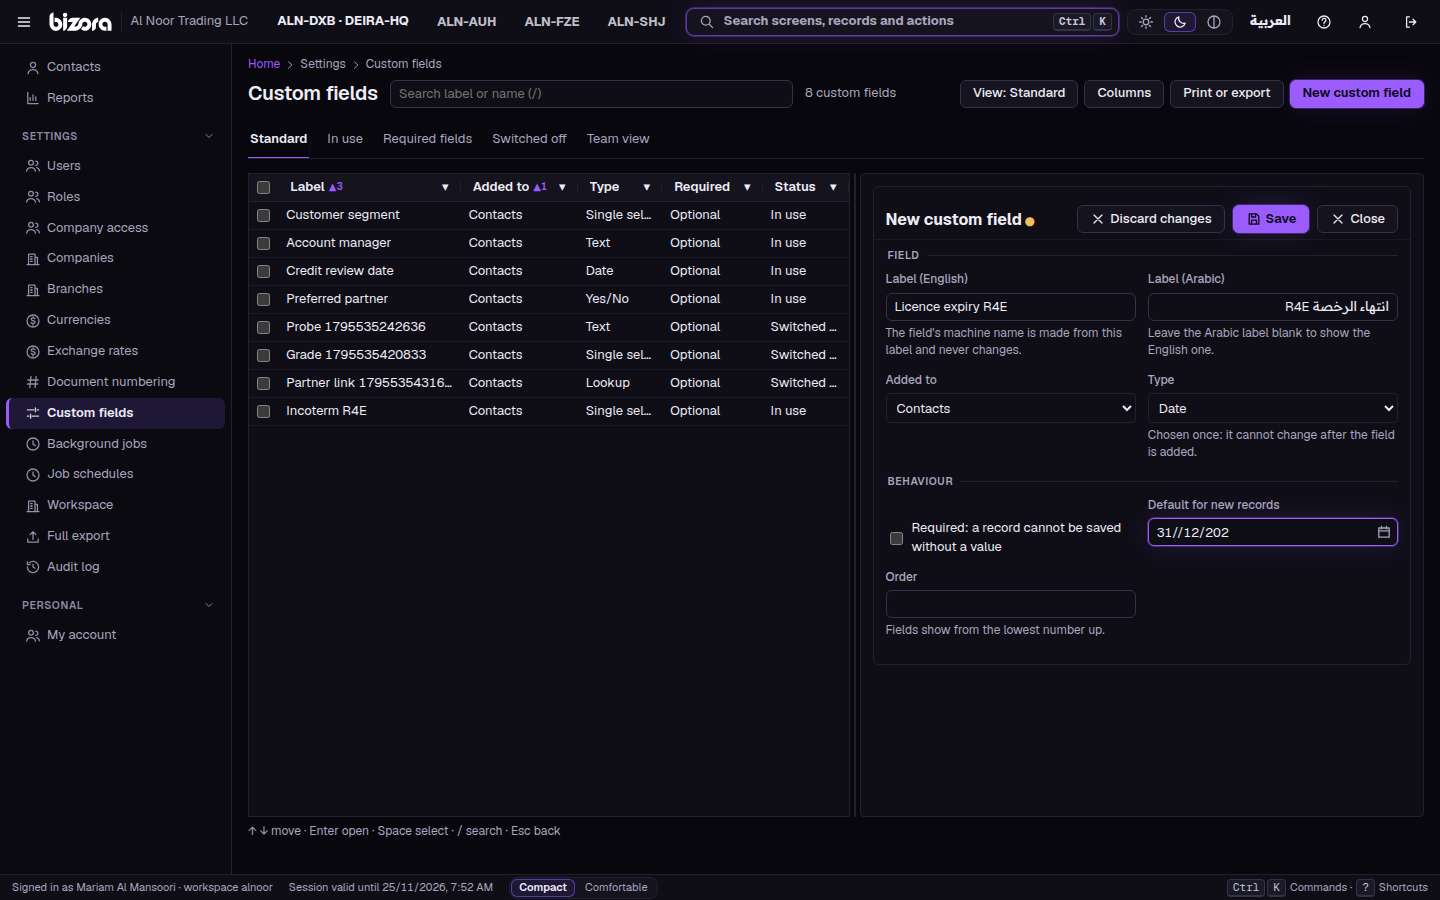 bizora
Al Noor Trading LLC
ALN-DXB · DEIRA-HQ
ALN-AUH
ALN-FZE
ALN-SHJ
Search screens, records and actions
Ctrl K
العربية
Contacts
Reports
SETTINGS
Users
Roles
Company access
Companies
Branches
Currencies
Exchange rates
Document numbering
Custom fields
Background jobs
Job schedules
Workspace
Full export
Audit log
PERSONAL
My account
Home > Settings > Custom fields
Custom fields
Search label or name (/)
8 custom fields
View: Standard
Columns
Print or export
New custom field
Standard
In use
Required fields
Switched off
Team view
Label ▲3 ▼ Added to ▲1 ▼ Type ▼ Required ▼ Status ▼
Customer segment Contacts Single sel... Optional In use
Account manager Contacts Text Optional In use
Credit review date Contacts Date Optional In use
Preferred partner Contacts Yes/No Optional In use
Probe 1795535242636 Contacts Text Optional Switched ...
Grade 1795535420833 Contacts Single sel... Optional Switched ...
Partner link 17955354316... Contacts Lookup Optional Switched ...
Incoterm R4E Contacts Single sel... Optional In use
↑ ↓ move · Enter open · Space select · / search · Esc back
New custom field
Discard changes
Save
Close
FIELD
Label (English)
Licence expiry R4E
The field's machine name is made from this
label and never changes.
Label (Arabic)
انتهاء الرخصة R4E
Leave the Arabic label blank to show the
English one.
Added to
Contacts
Type
Date
Chosen once: it cannot change after the field
is added.
BEHAVIOUR
Required: a record cannot be saved
without a value
Default for new records
31//12/202
Order
Fields show from the lowest number up.
Signed in as Mariam Al Mansoori · workspace alnoor
Session valid until 25/11/2026, 7:52 AM
Compact
Comfortable
Ctrl K Commands · ? Shortcuts